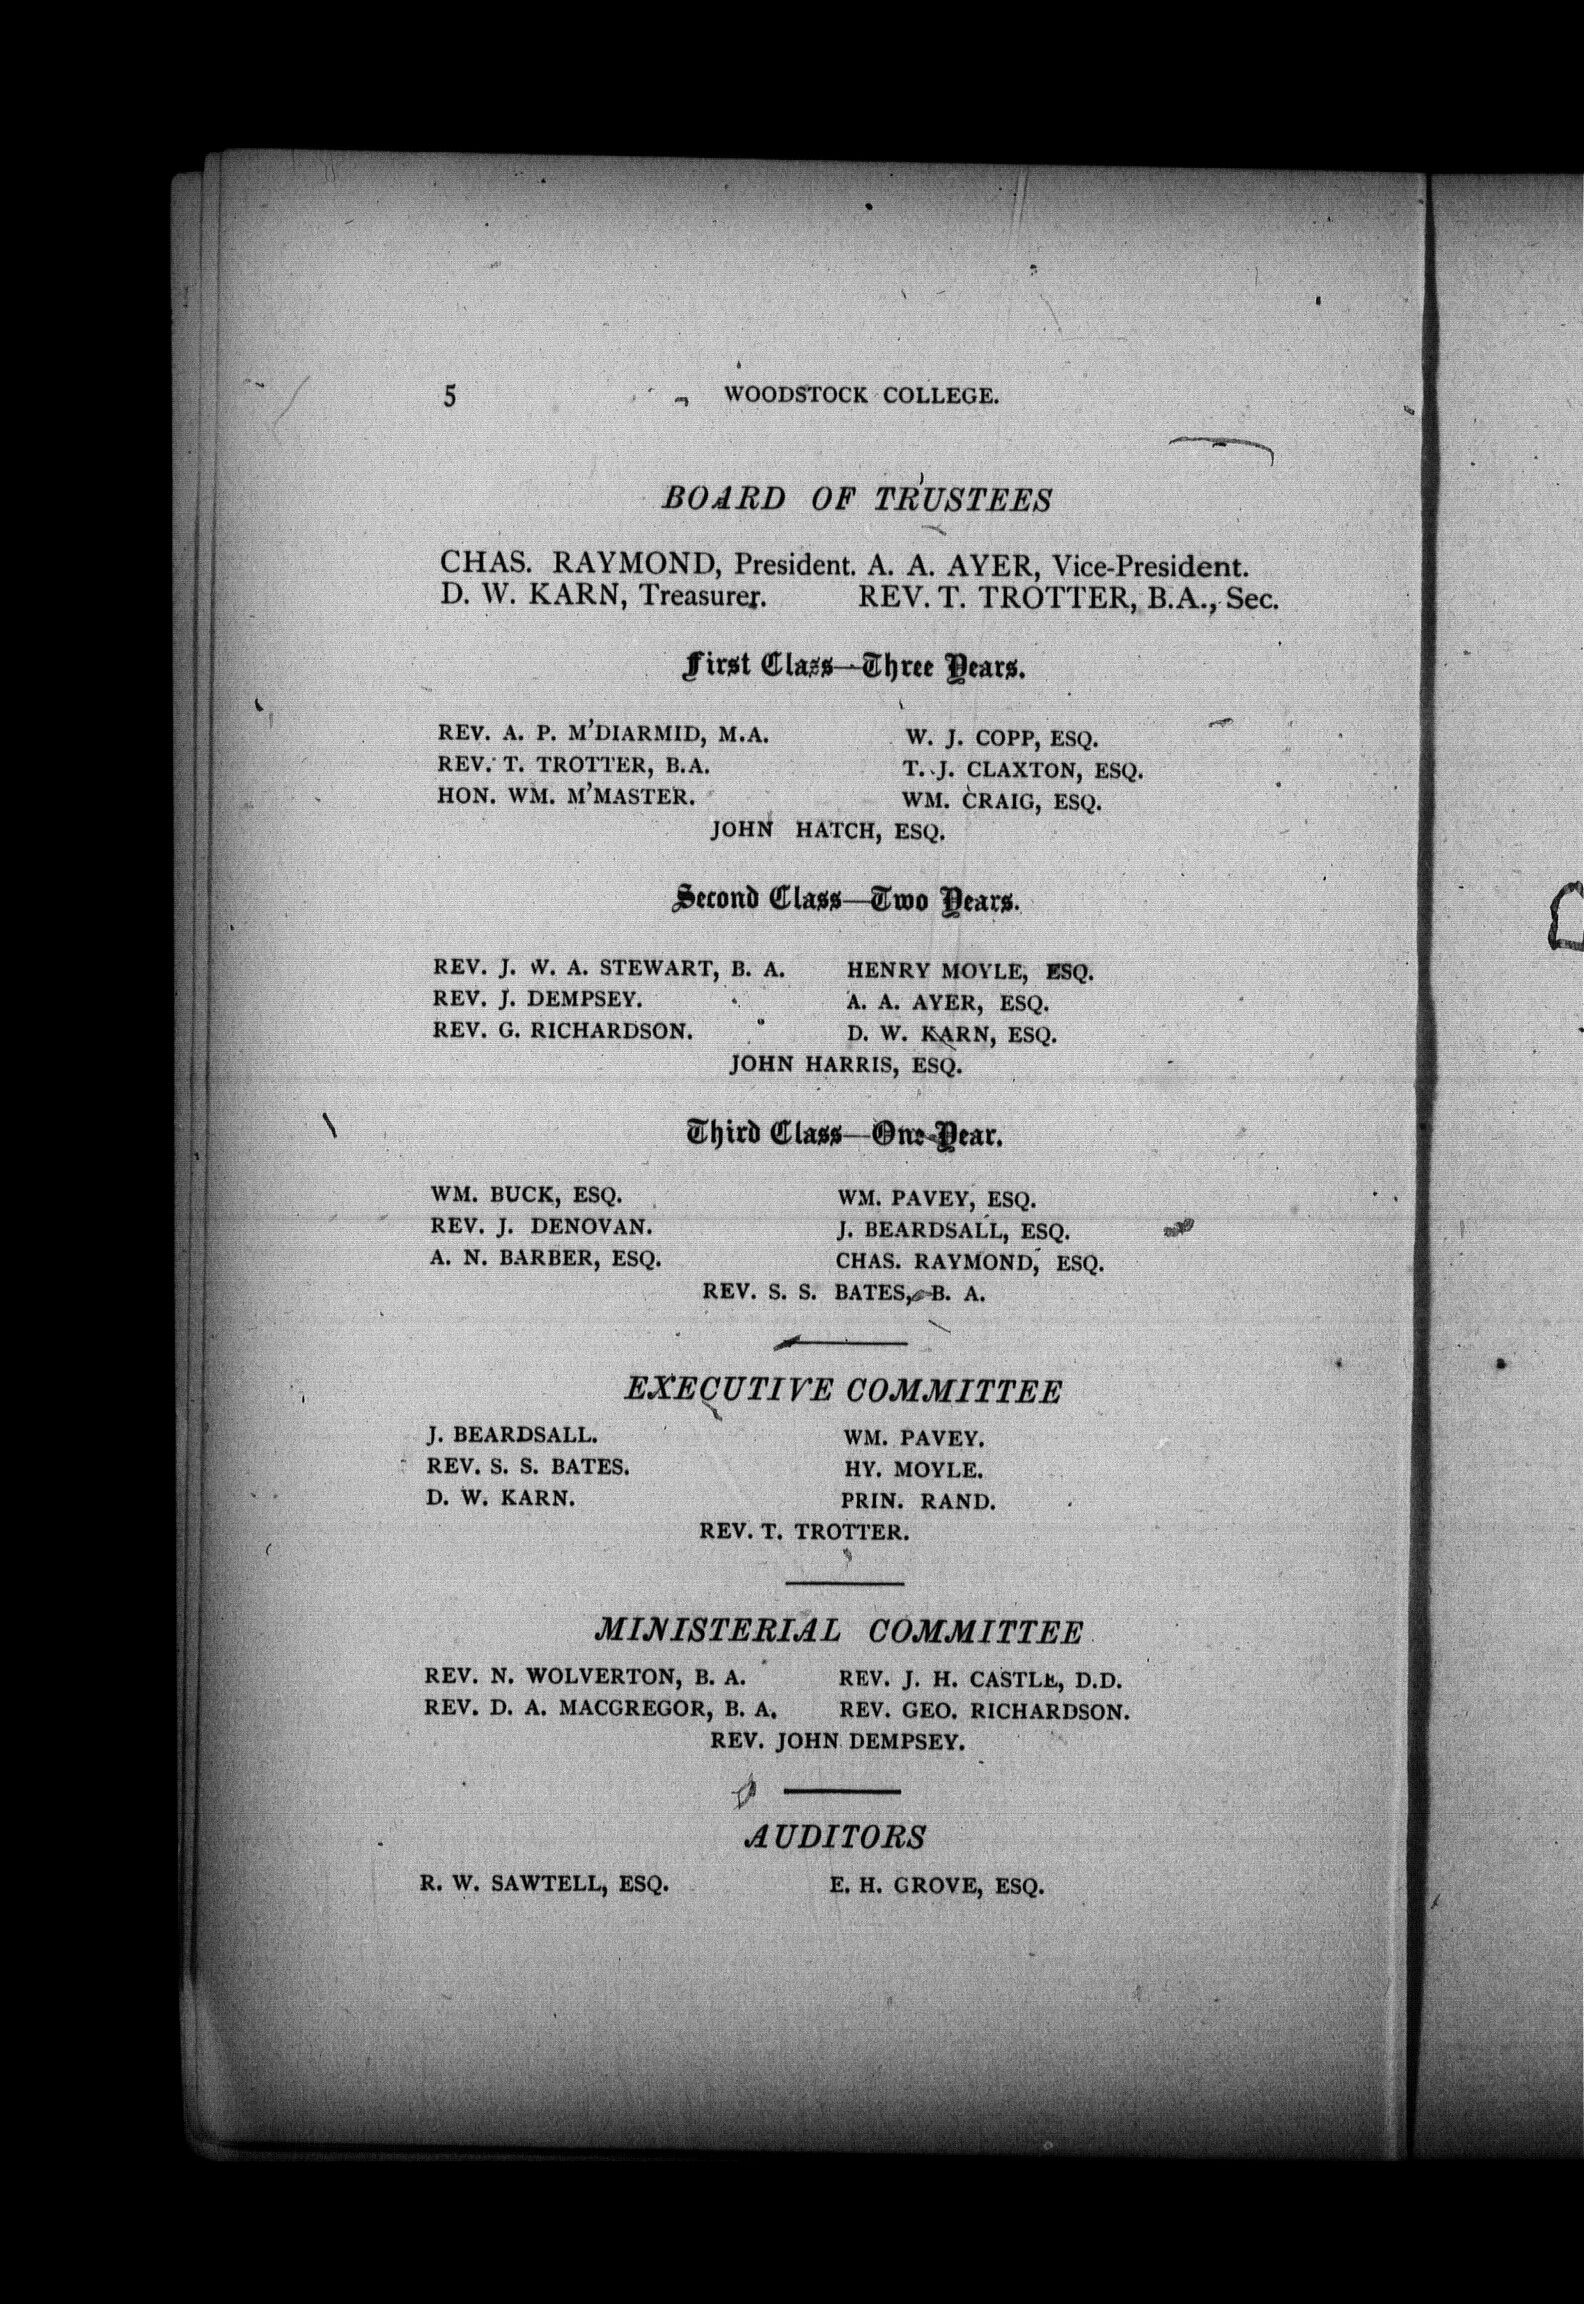 5 WOODSTOCK COLLEGE.
BOARD OF TRUSTEES
CHAS. RAYMOND, President. A. A. AYER, Vice-President.
D. W. KARN, Treasurer. REV. T. TROTTER, B.A., Sec.
First Class—Three Years.
REV. A. P. M'DIARMID, M.A. W. J. COPP, ESQ.
REV. T. TROTTER, B.A. T. J. CLAXTON, ESQ.
HON. WM. M'MASTER. WM. CRAIG, ESQ.
JOHN HATCH, ESQ.
Second Class—Two Years.
REV. J. W. A. STEWART, B. A. HENRY MOYLE, ESQ.
REV. J. DEMPSEY. A. A. AYER, ESQ.
REV. G. RICHARDSON. D. W. KARN, ESQ.
JOHN HARRIS, ESQ.
Third Class—One Year.
WM. BUCK, ESQ. WM. PAVEY, ESQ.
REV. J. DENOVAN. J. BEARDSALL, ESQ.
A. N. BARBER, ESQ. CHAS. RAYMOND, ESQ.
REV. S. S. BATES, B. A.
EXECUTIVE COMMITTEE
J. BEARDSALL. WM. PAVEY.
REV. S. S. BATES. HY. MOYLE.
D. W. KARN. PRIN. RAND.
REV. T. TROTTER.
MINISTERIAL COMMITTEE
REV. N. WOLVERTON, B. A. REV. J. H. CASTLE, D.D.
REV. D. A. MACGREGOR, B. A. REV. GEO. RICHARDSON.
REV. JOHN DEMPSEY.
AUDITORS
R. W. SAWTELL, ESQ. E. H. GROVE, ESQ.